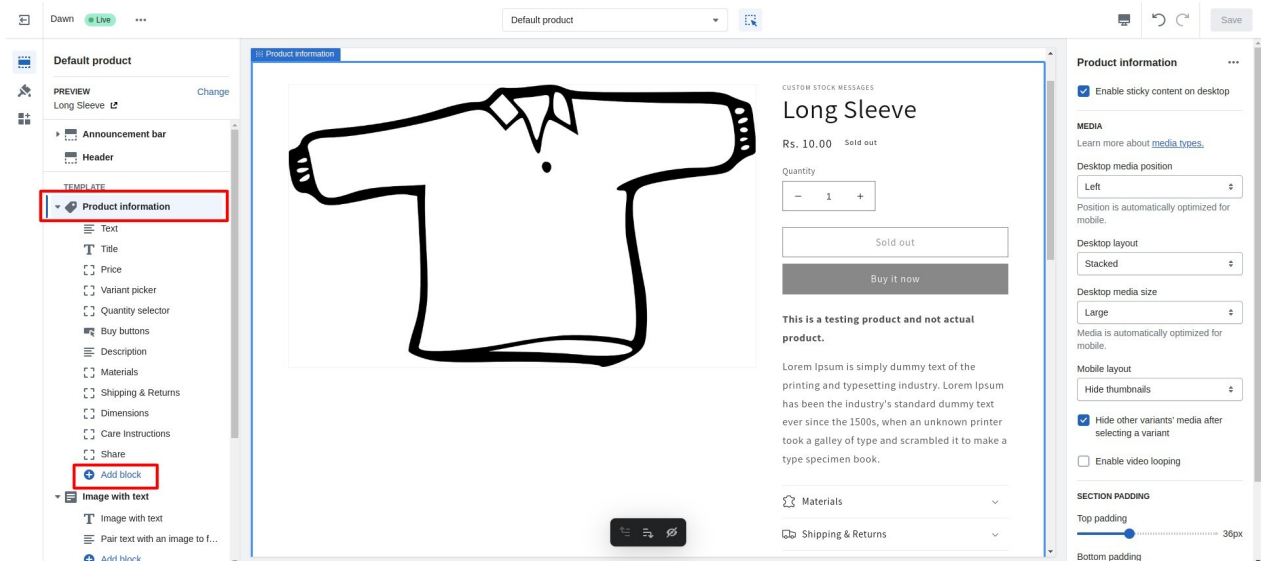 Dawn
Live
Default product
Save
Default product
PREVIEW
Change
Long Sleeve
Announcement bar
Header
TEMPLATE
Product information
Text
Title
Price
Variant picker
Quantity selector
Buy buttons
Description
Materials
Shipping & Returns
Dimensions
Care Instructions
Share
Add block
Image with text
Image with text
Pair text with an image to f...
Add block
Product information
CUSTOM STOCK MESSAGES
Long Sleeve
Rs. 10.00 Sold out
Quantity
− 1 +
Sold out
Buy it now
This is a testing product and not actual
product.
Lorem Ipsum is simply dummy text of the
printing and typesetting industry. Lorem Ipsum
has been the industry's standard dummy text
ever since the 1500s, when an unknown printer
took a galley of type and scrambled it to make a
type specimen book.
Materials
Shipping & Returns
Product information
Enable sticky content on desktop
MEDIA
Learn more about media types.
Desktop media position
Left
Position is automatically optimized for
mobile.
Desktop layout
Stacked
Desktop media size
Large
Media is automatically optimized for
mobile.
Mobile layout
Hide thumbnails
Hide other variants' media after
selecting a variant
Enable video looping
SECTION PADDING
Top padding
36px
Bottom padding